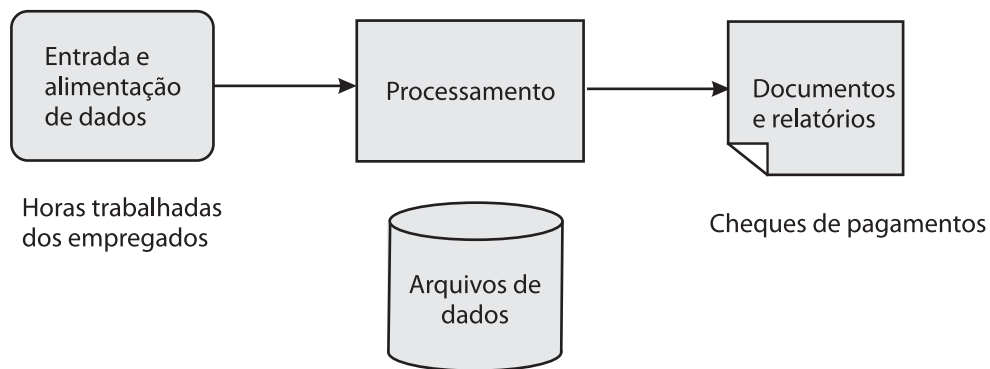 Entrada e
alimentação
de dados
Processamento
Documentos
e relatórios
Horas trabalhadas
dos empregados
Cheques de pagamentos
Arquivos de
dados